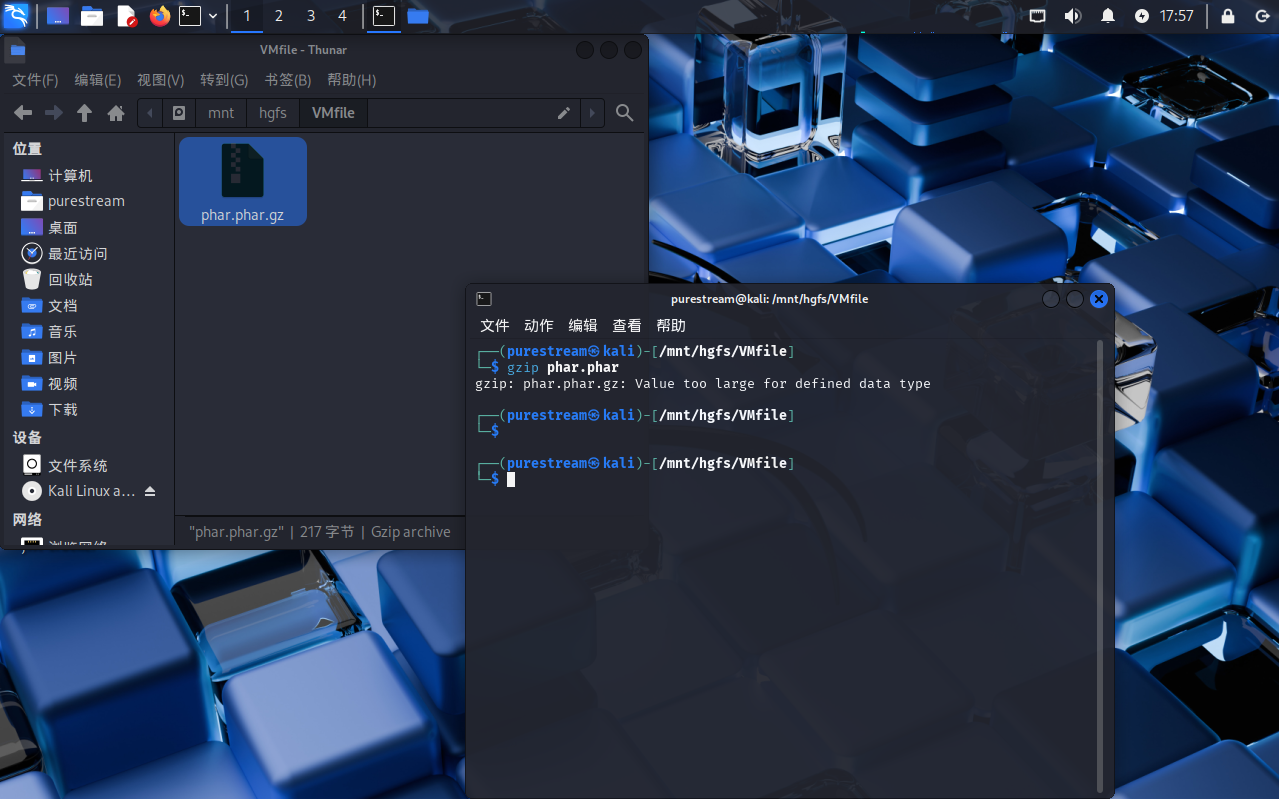 1 2 3 4
17:57
VMfile - Thunar
文件(F) 编辑(E) 视图(V) 转到(G) 书签(B) 帮助(H)
mnt hgfs VMfile
位置
计算机
purestream
桌面
最近访问
回收站
文档
音乐
图片
视频
下载
设备
文件系统
Kali Linux a...
网络
浏览网络
phar.phar.gz
"phar.phar.gz" | 217 字节 | Gzip archive
purestream@kali: /mnt/hgfs/VMfile
文件 动作 编辑 查看 帮助
┌──(purestream㉿kali)-[/mnt/hgfs/VMfile]
└─$ gzip phar.phar
gzip: phar.phar.gz: Value too large for defined data type
┌──(purestream㉿kali)-[/mnt/hgfs/VMfile]
└─$
┌──(purestream㉿kali)-[/mnt/hgfs/VMfile]
└─$